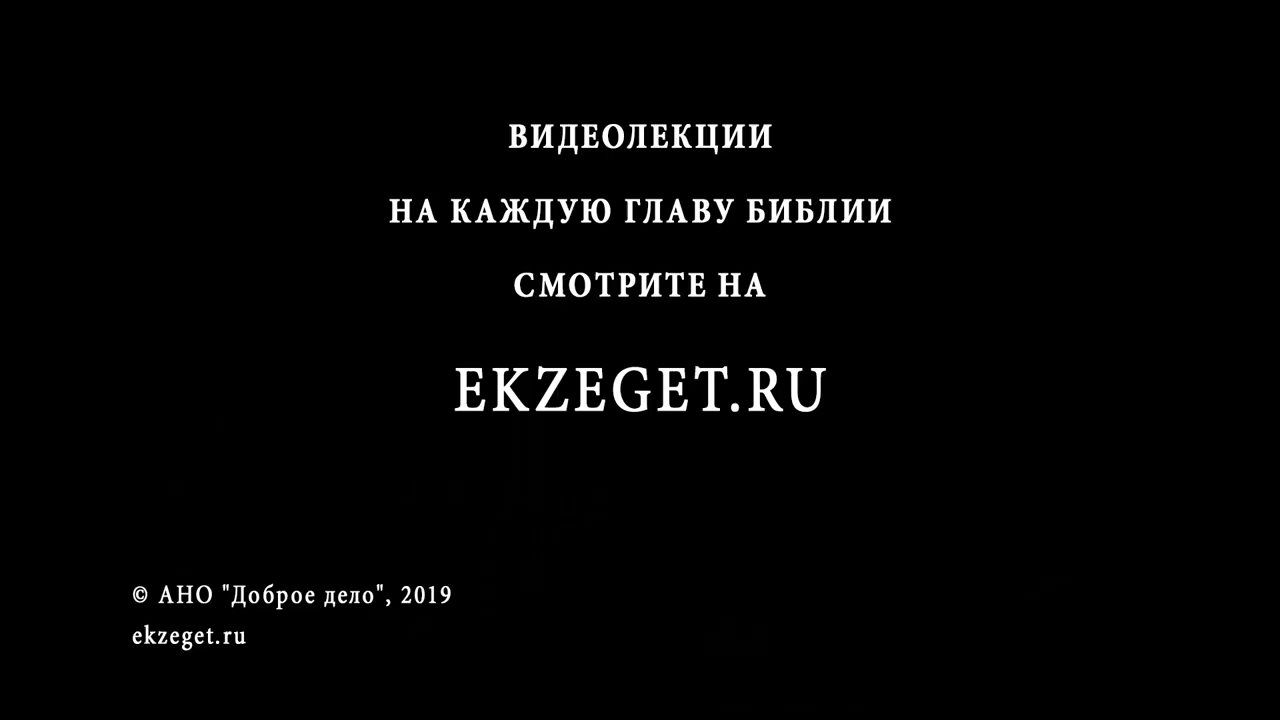 ВИДЕОЛЕКЦИИ
НА КАЖДУЮ ГЛАВУ БИБЛИИ
СМОТРИТЕ НА
EKZEGET.RU
© АНО "Доброе дело", 2019
ekzeget.ru